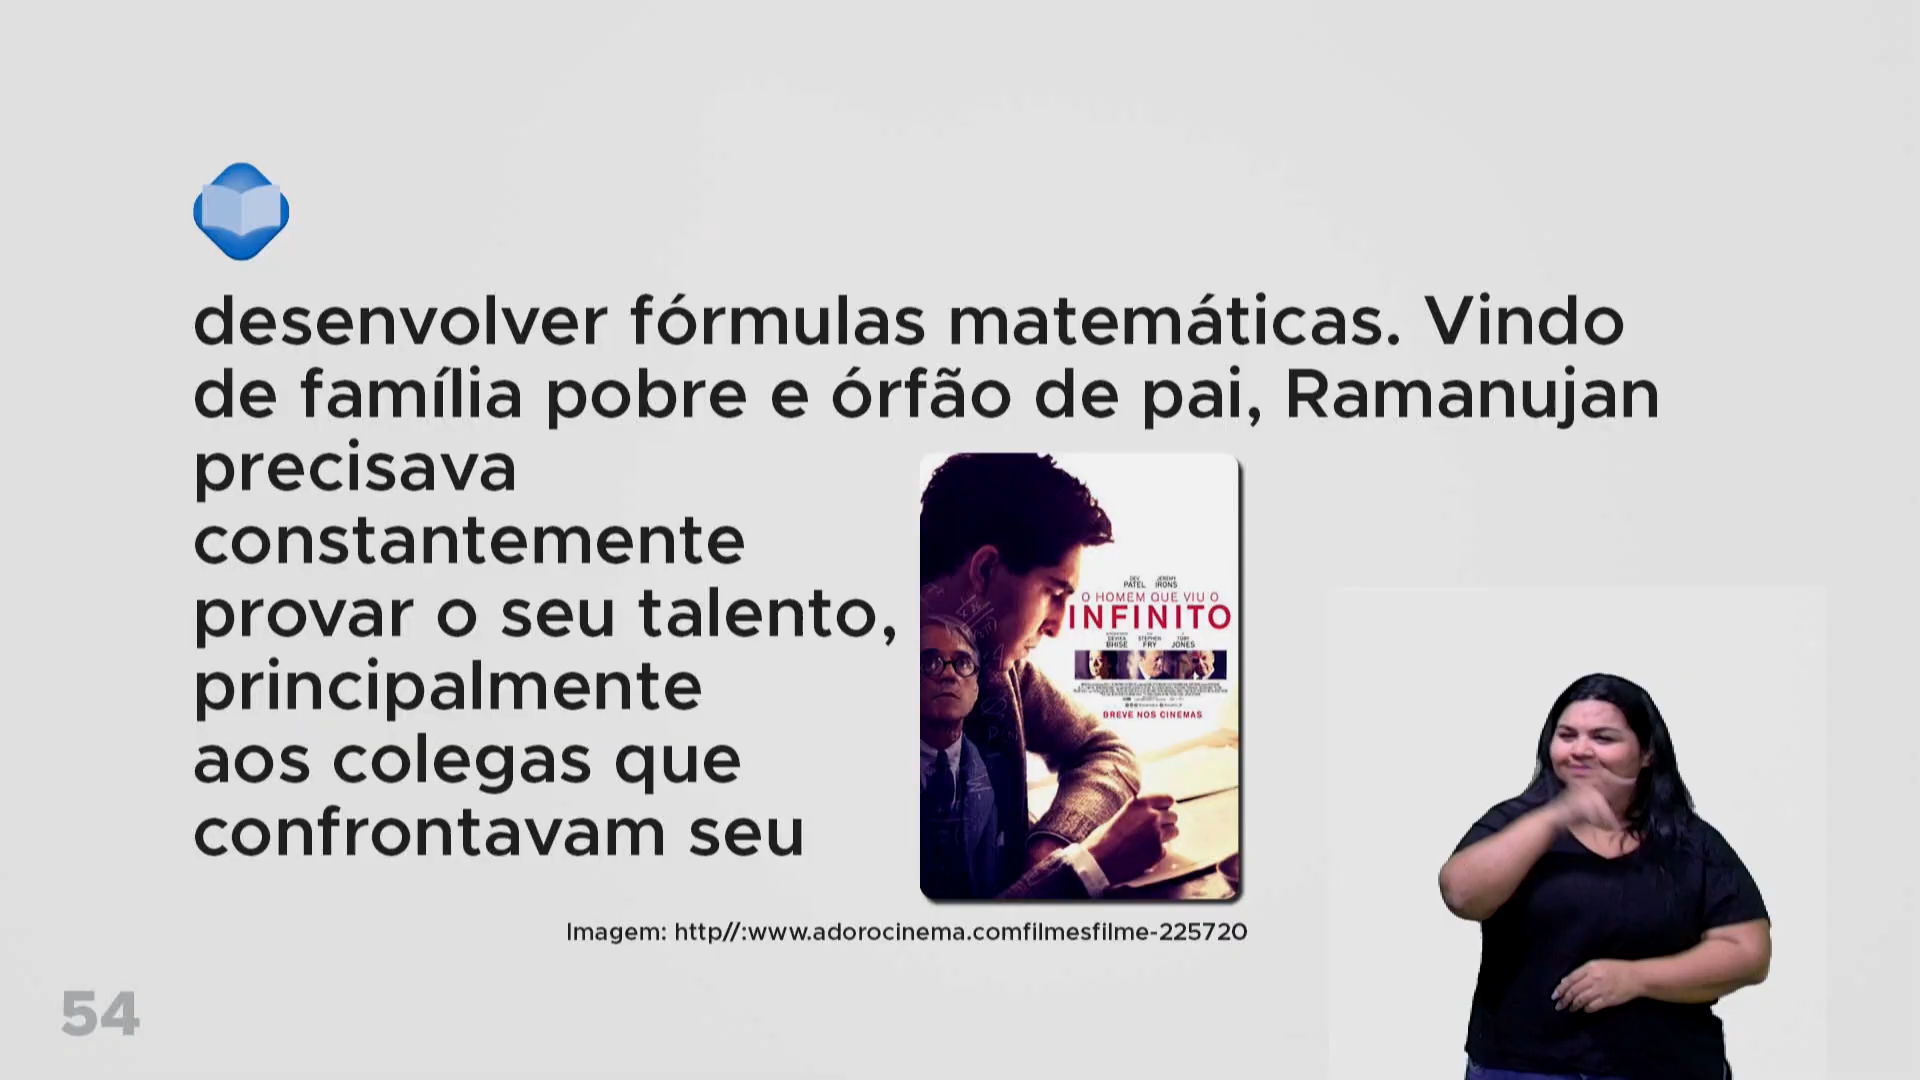 desenvolver fórmulas matemáticas. Vindo
de família pobre e órfão de pai, Ramanujan
precisava
constantemente
provar o seu talento,
principalmente
aos colegas que
confrontavam seu
DEV PATEL JEREMY IRONS
O HOMEM QUE VIU O
INFINITO
DEVIKA BHISE STEPHEN FRY TOBY JONES
BREVE NOS CINEMAS
Imagem: http//:www.adorocinema.comfilmesfilme-225720
54